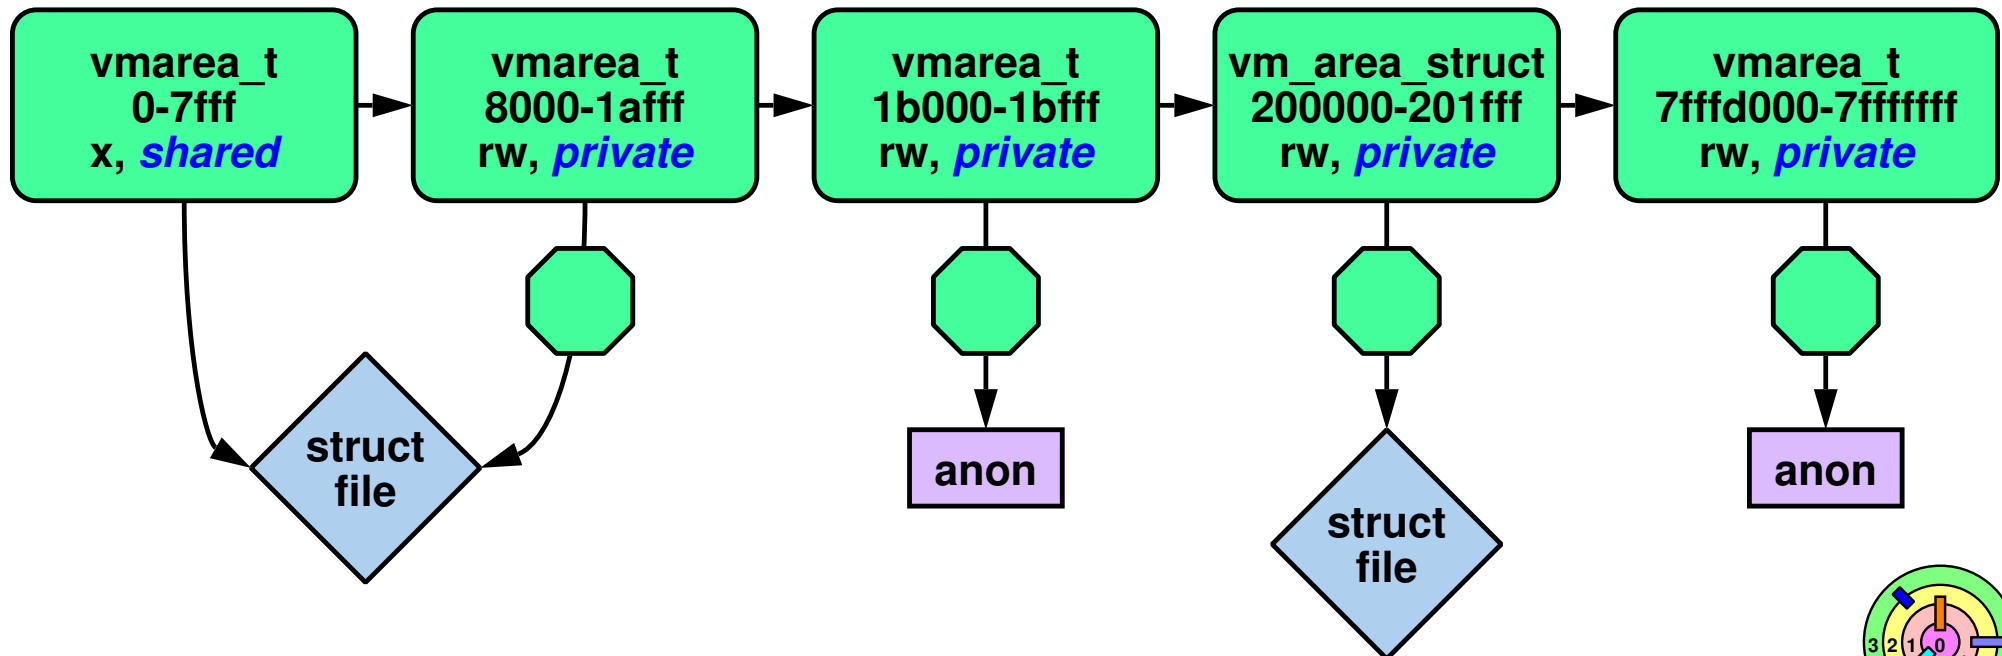 vmarea_t
0-7fff
x, shared
vmarea_t
8000-1afff
rw, private
vmarea_t
1b000-1bfff
rw, private
vm_area_struct
200000-201fff
rw, private
vmarea_t
7fffd000-7fffffff
rw, private
struct
file
anon
struct
file
anon
3 2 1 0